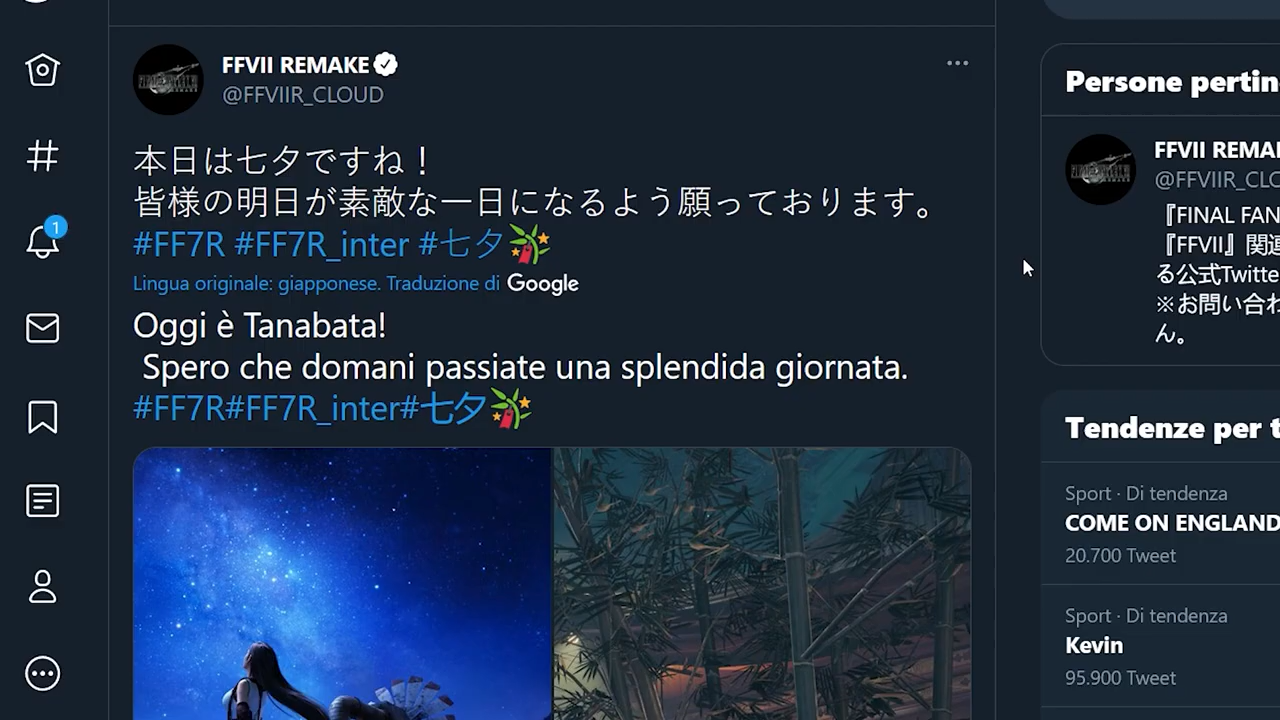 FFVII REMAKE
@FFVIIR_CLOUD
本日は七夕ですね！
皆様の明日が素敵な一日になるよう願っております。
#FF7R #FF7R_inter #七夕
Lingua originale: giapponese. Traduzione di Google
Oggi è Tanabata!
Spero che domani passiate una splendida giornata.
#FF7R#FF7R_inter#七夕
1
Persone pertin
FFVII REMA
@FFVIIR_CLO
『FINAL FAN
『FFVII』関連
る公式Twitte
※お問い合わ
ん。
Tendenze per t
Sport · Di tendenza
COME ON ENGLAND
20.700 Tweet
Sport · Di tendenza
Kevin
95.900 Tweet